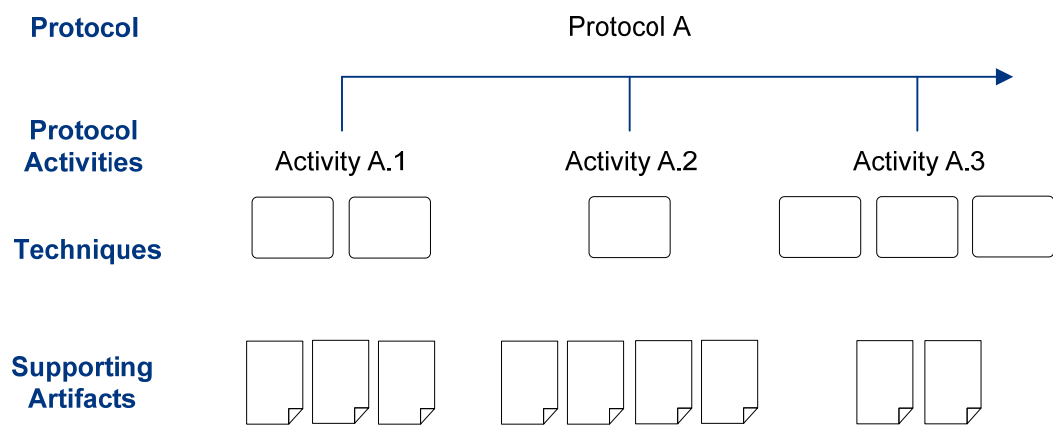 Protocol
Protocol A
Protocol
Activities
Activity A.1
Activity A.2
Activity A.3
Techniques
Supporting
Artifacts